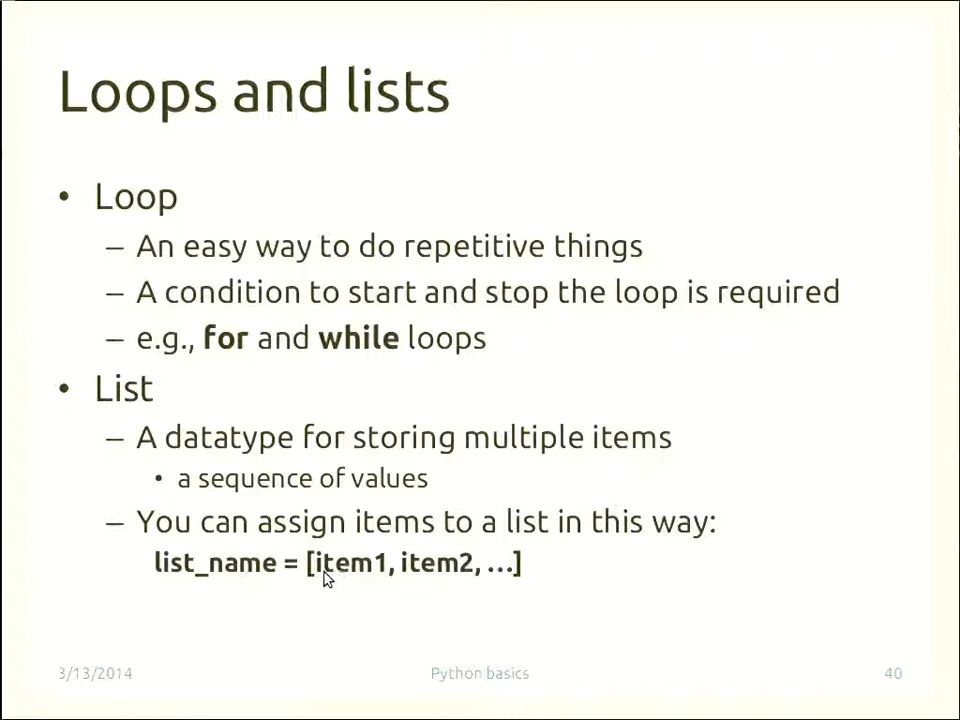 Loops and lists
• Loop
– An easy way to do repetitive things
– A condition to start and stop the loop is required
– e.g., for and while loops
• List
– A datatype for storing multiple items
• a sequence of values
– You can assign items to a list in this way:
list_name = [item1, item2, …]
3/13/2014 Python basics 40